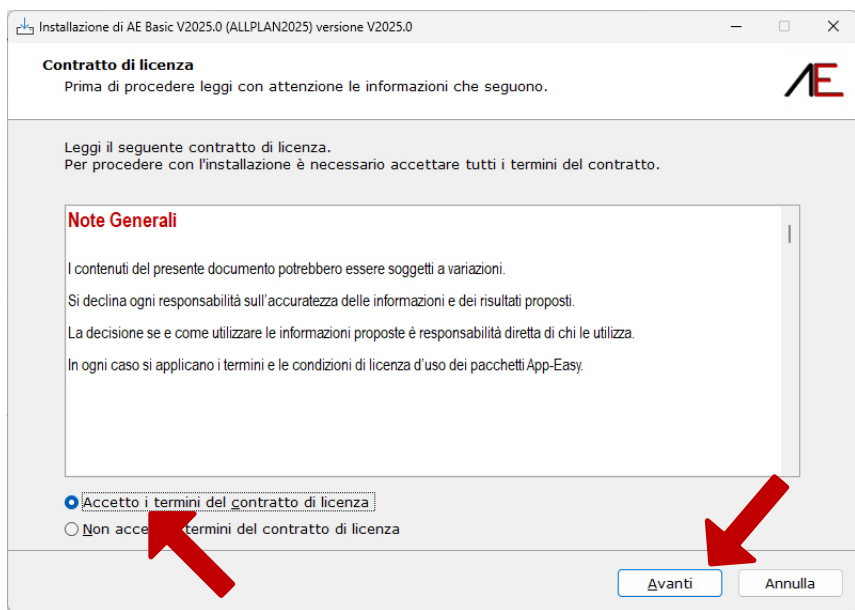 Installazione di AE Basic V2025.0 (ALLPLAN2025) versione V2025.0
Contratto di licenza
Prima di procedere leggi con attenzione le informazioni che seguono.
AE
Leggi il seguente contratto di licenza.
Per procedere con l'installazione è necessario accettare tutti i termini del contratto.
Note Generali
I contenuti del presente documento potrebbero essere soggetti a variazioni.
Si declina ogni responsabilità sull'accuratezza delle informazioni e dei risultati proposti.
La decisione se e come utilizzare le informazioni proposte è responsabilità diretta di chi le utilizza.
In ogni caso si applicano i termini e le condizioni di licenza d'uso dei pacchetti App-Easy.
Accetto i termini del contratto di licenza
Non acce termini del contratto di licenza
Avanti
Annulla